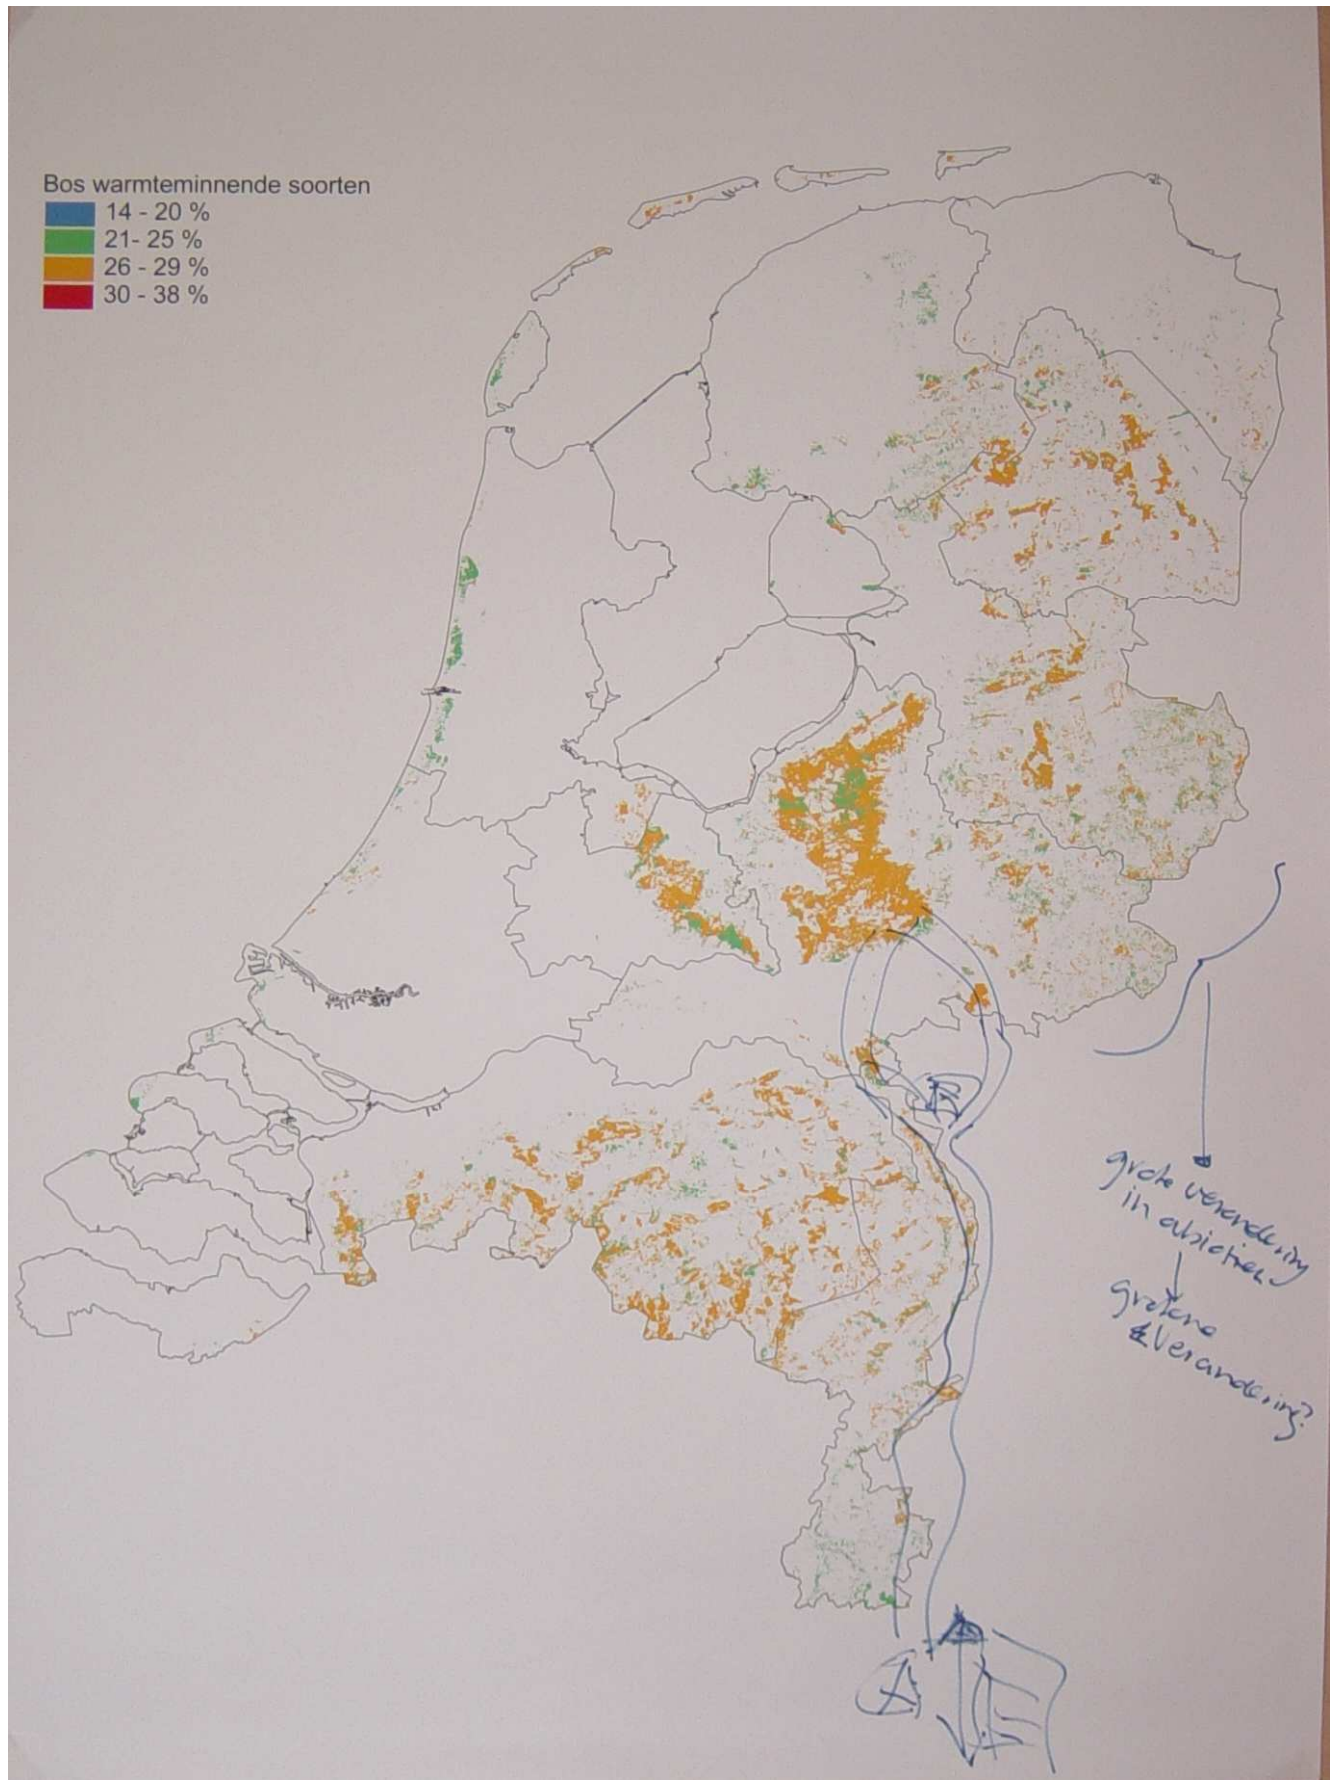 Bos warmteminnende soorten
14 - 20 %
21- 25 %
26 - 29 %
30 - 38 %
grote verandering
in abiotiek
grotere
Verandering?